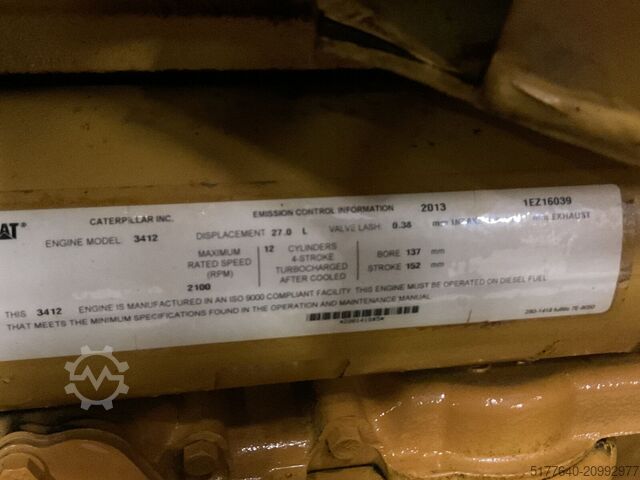 CAT
CATERPILLAR INC. EMISSION CONTROL INFORMATION 2013 1EZ16039
ENGINE MODEL: 3412 DISPLACEMENT 27.0 L VALVE LASH: 0.38 mm EXHAUST
MAXIMUM RATED SPEED (RPM)
2100
12 CYLINDERS
4-STROKE
TURBOCHARGED
AFTER COOLED
BORE 137 mm
STROKE 152 mm
THIS 3412 ENGINE IS MANUFACTURED IN AN ISO 9000 COMPLIANT FACILITY. THIS ENGINE MUST BE OPERATED ON DIESEL FUEL
THAT MEETS THE MINIMUM SPECIFICATIONS FOUND IN THE OPERATION AND MAINTENANCE MANUAL.
5177640-20992977